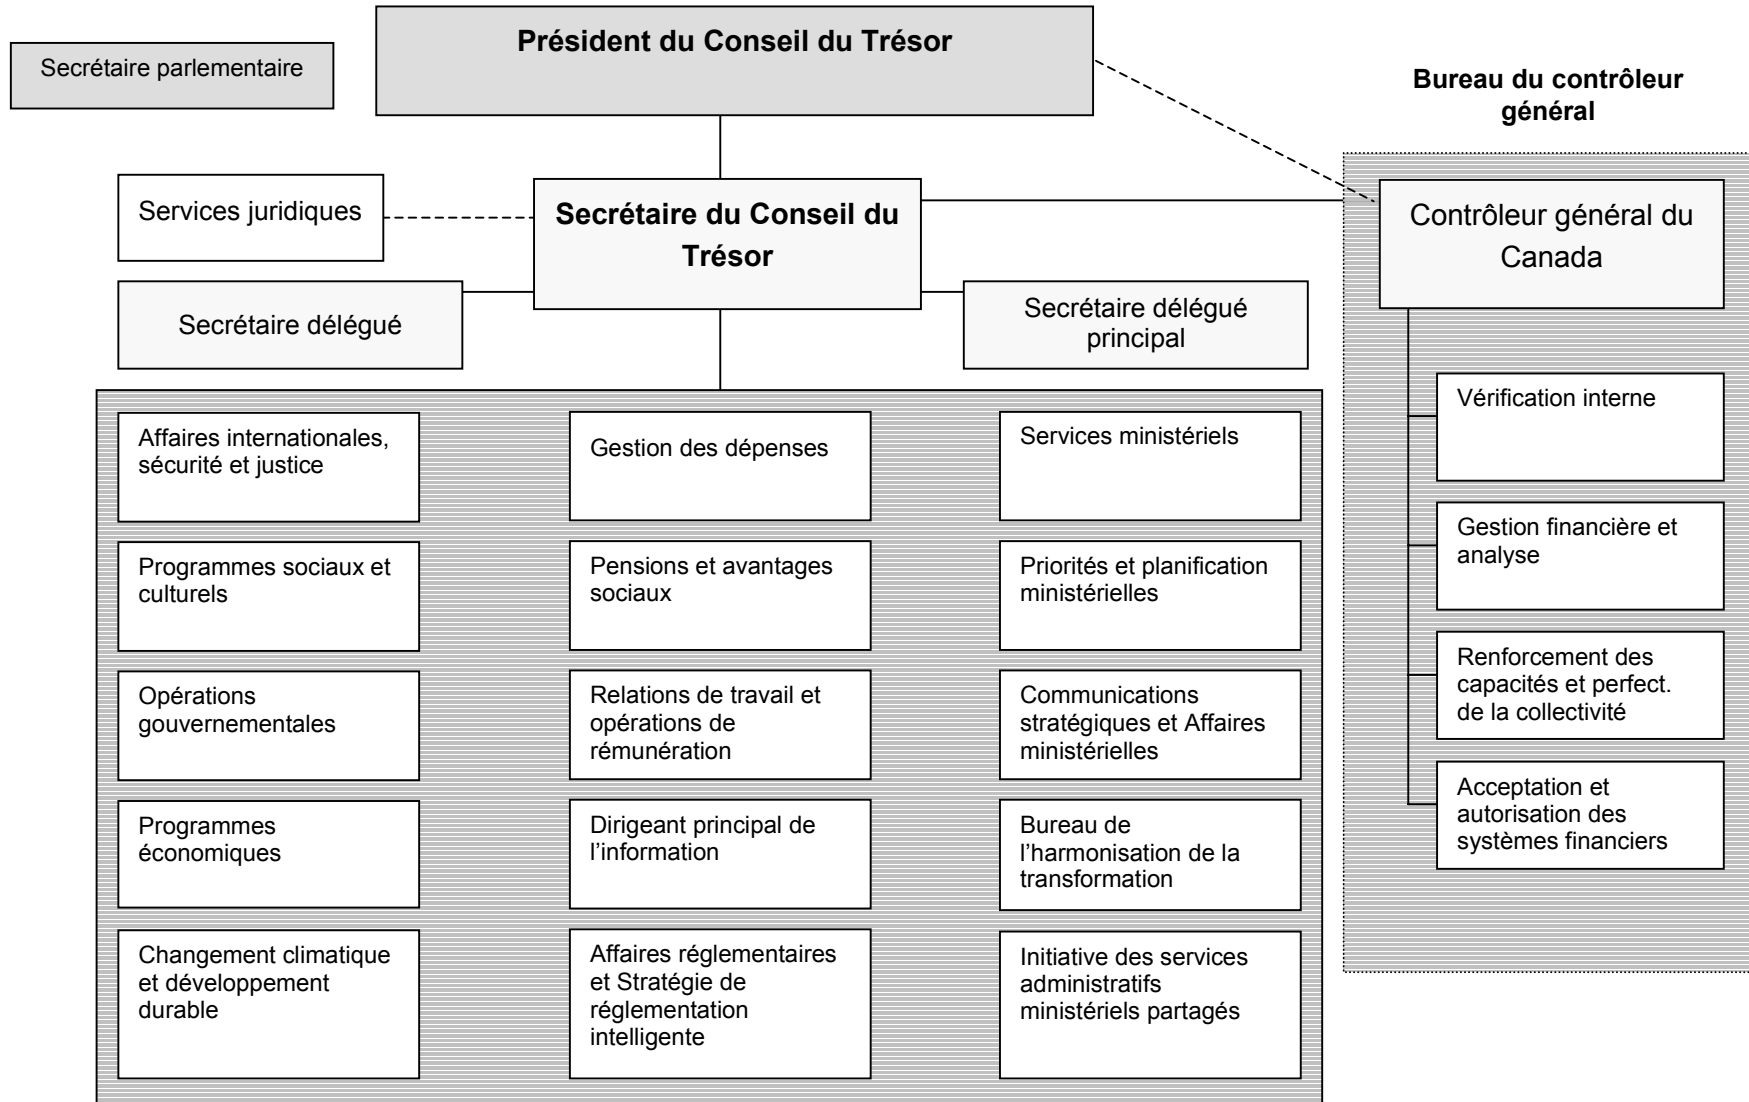 Président du Conseil du Trésor
Secrétaire parlementaire
Bureau du contrôleur
général
Services juridiques
Secrétaire du Conseil du
Trésor
Contrôleur général du
Canada
Secrétaire délégué
Secrétaire délégué
principal
Affaires internationales,
sécurité et justice
Gestion des dépenses
Services ministériels
Programmes sociaux et
culturels
Pensions et avantages
sociaux
Priorités et planification
ministérielles
Opérations
gouvernementales
Relations de travail et
opérations de
rémunération
Communications
stratégiques et Affaires
ministérielles
Programmes
économiques
Dirigeant principal de
l’information
Bureau de
l’harmonisation de la
transformation
Changement climatique
et développement
durable
Affaires réglementaires
et Stratégie de
réglementation
intelligente
Initiative des services
administratifs
ministériels partagés
Vérification interne
Gestion financière et
analyse
Renforcement des
capacités et perfect.
de la collectivité
Acceptation et
autorisation des
systèmes financiers